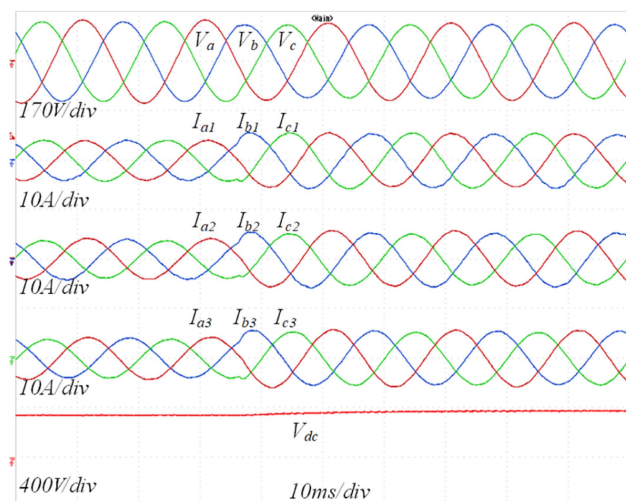 Main
Va Vb Vc
170V/div
Ia1 Ib1 Ic1
10A/div
Ia2 Ib2 Ic2
10A/div
Ia3 Ib3 Ic3
10A/div
Vdc
400V/div 10ms/div